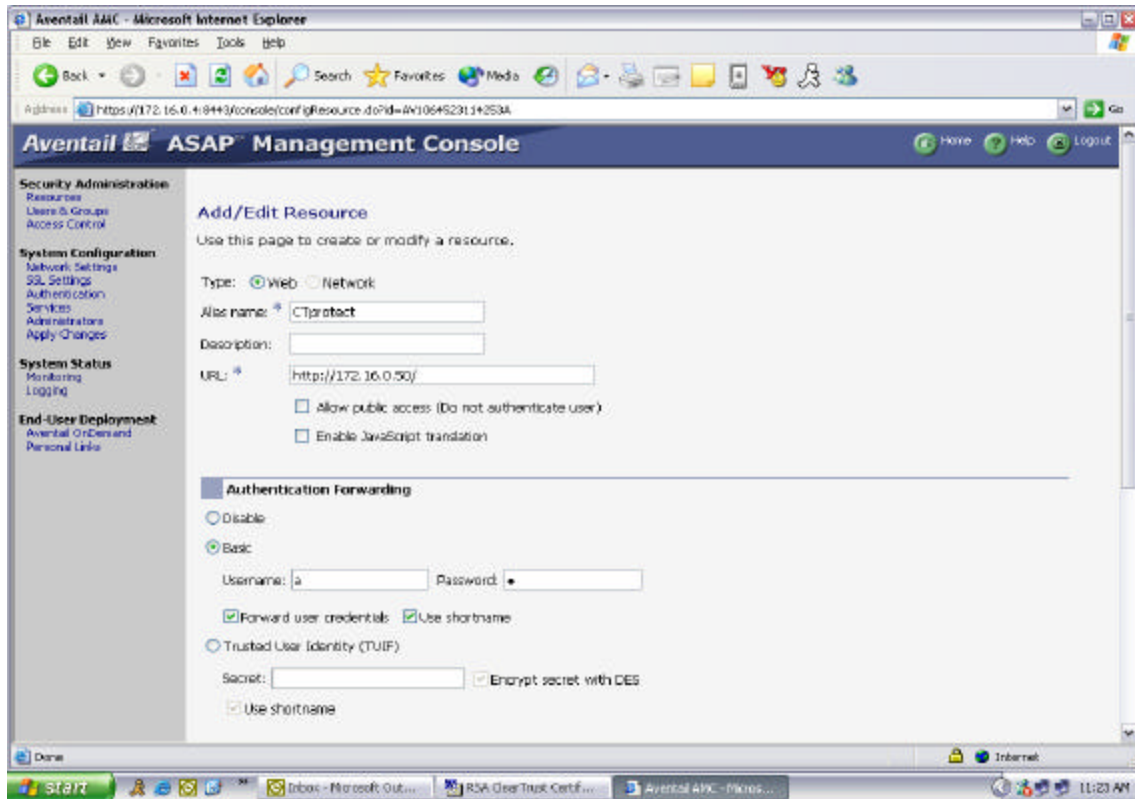 Aventail AMC - Microsoft Internet Explorer
File Edit View Favorites Tools Help
Back Search Favorites Media
Address https://172.16.0.4:8443/console/configResource.do?id=AV1064523114253A Go
Aventail ASAP™ Management Console Home Help Logout
Security Administration
Resources
Users & Groups
Access Control
System Configuration
Network Settings
SSL Settings
Authentication
Services
Administrators
Apply Changes
System Status
Monitoring
Logging
End-User Deployment
Aventail OnDemand
Personal Links
Add/Edit Resource
Use this page to create or modify a resource.
Type: Web Network
Alias name: * CTprotect
Description:
URL: * http://172.16.0.50/
Allow public access (Do not authenticate user)
Enable JavaScript translation
Authentication Forwarding
Disable
Basic
Username: a Password: •
Forward user credentials Use shortname
Trusted User Identity (TUIF)
Secret: Encrypt secret with DES
Use shortname
Done Internet
start Inbox - Microsoft Out... RSA ClearTrust Certif... Aventail AMC - Micros... 11:23 AM